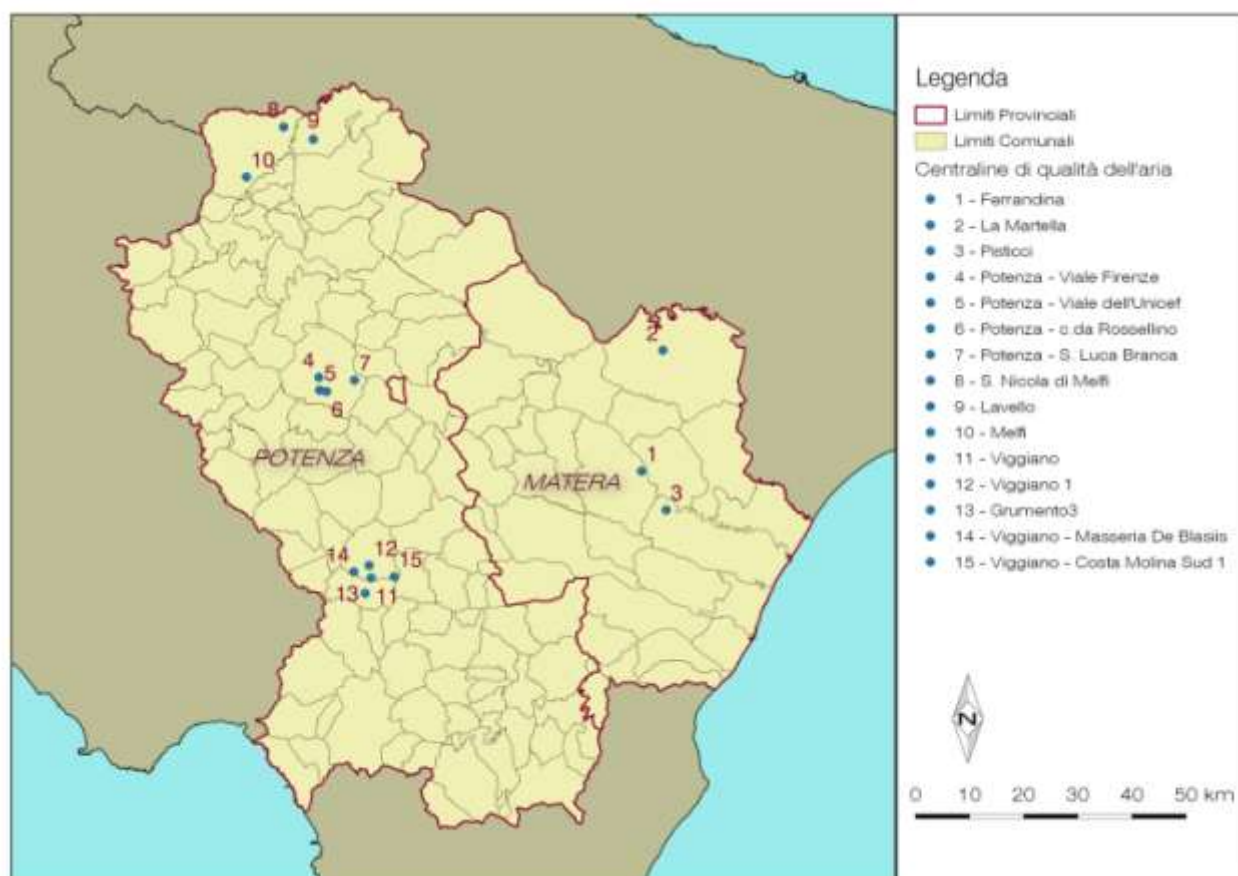 8
9
10
2
4
5
7
6
POTENZA
1
MATERA
3
14
12
15
13
11
Legenda
Limiti Provinciali
Limiti Comunali
Centraline di qualità dell'aria
1 - Ferrandina
2 - La Martella
3 - Pisticci
4 - Potenza - Viale Firenze
5 - Potenza - Viale dell'Unicef
6 - Potenza - c.da Rossellino
7 - Potenza - S. Luca Branca
8 - S. Nicola di Melfi
9 - Lavello
10 - Melfi
11 - Viggiano
12 - Viggiano 1
13 - Grumento3
14 - Viggiano - Masseria De Blasiis
15 - Viggiano - Costa Molina Sud 1
N
0 10 20 30 40 50 km